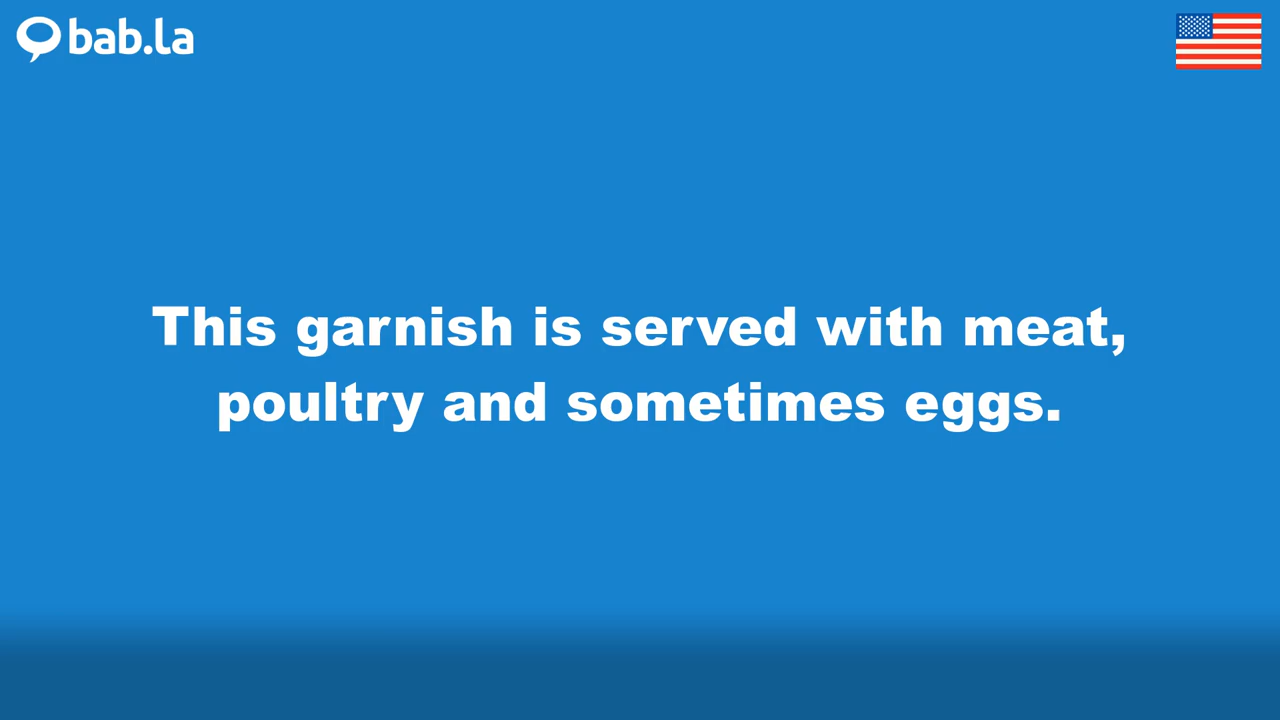 bab.la
This garnish is served with meat,
poultry and sometimes eggs.